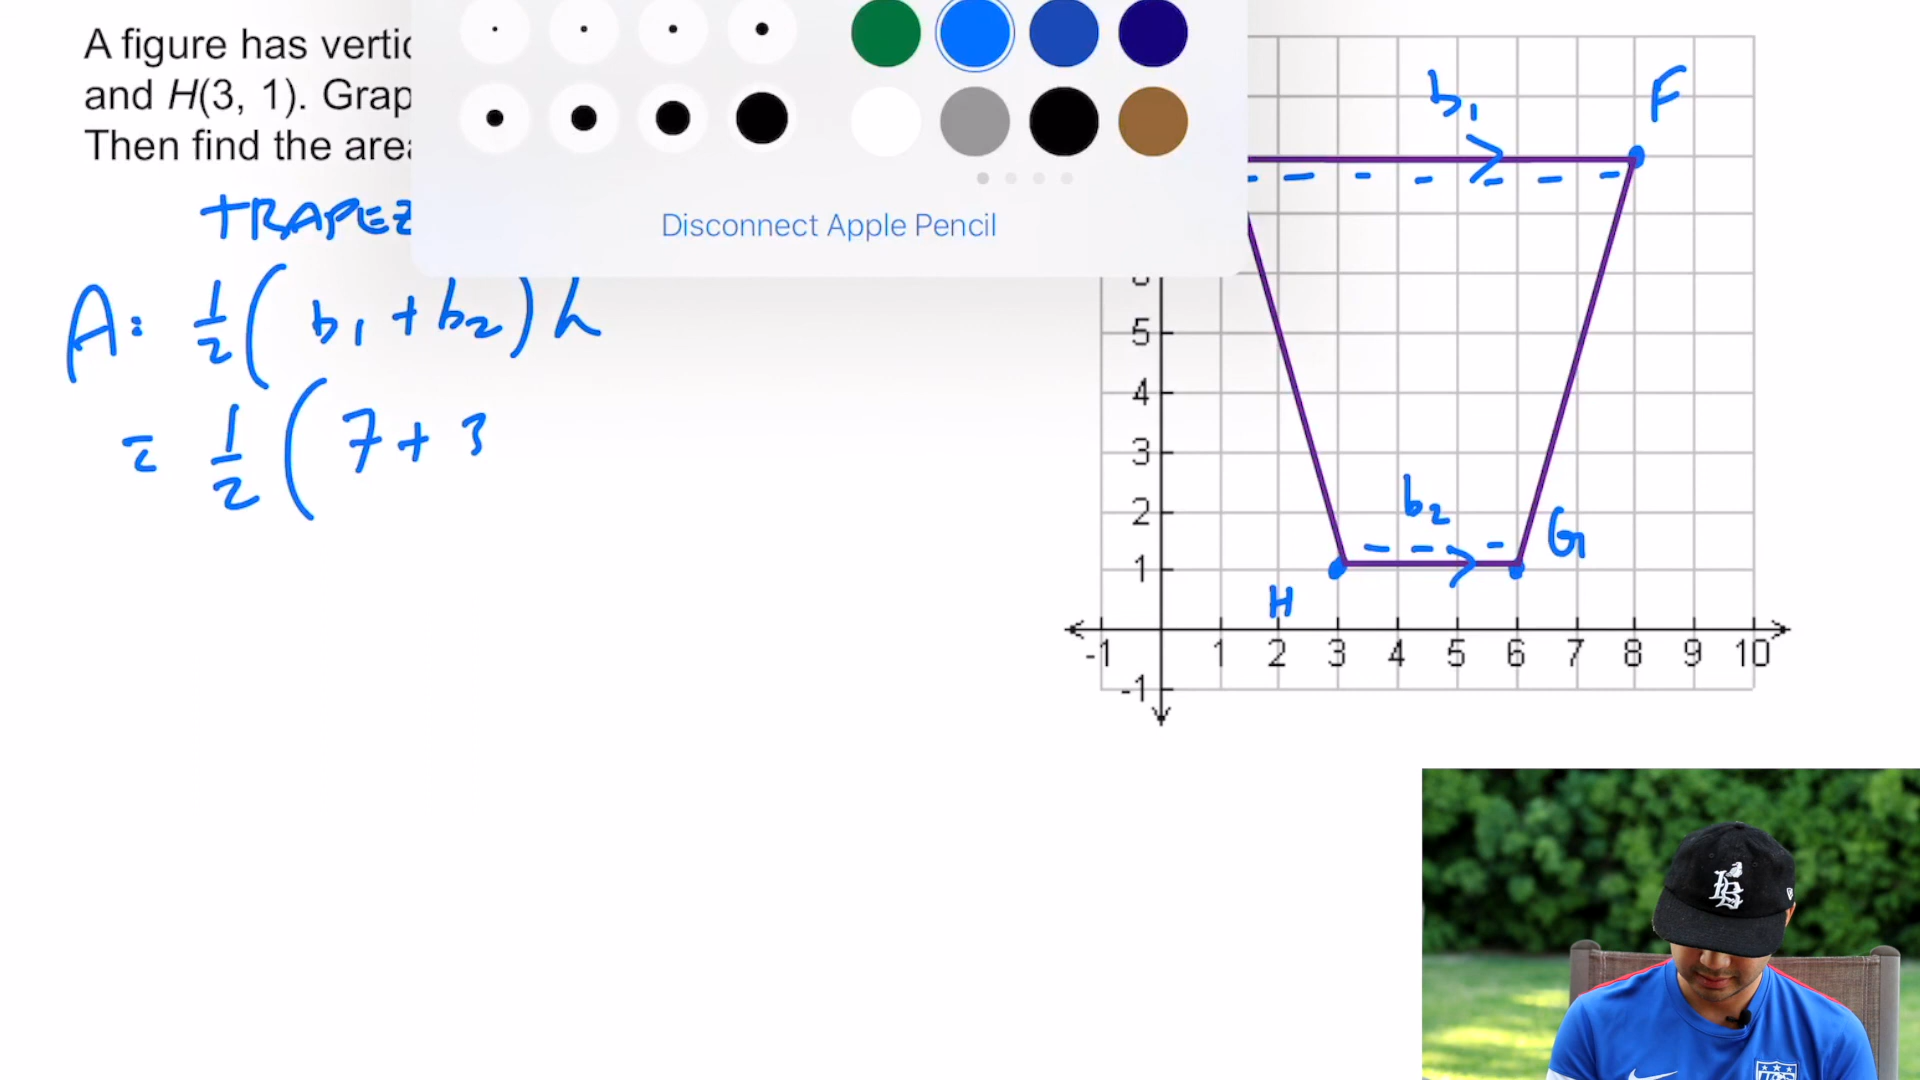 A figure has vertic
and H(3, 1). Grap
Then find the area
TRAPEZ
Disconnect Apple Pencil
A = 1/2 ( b1 + b2 ) h
= 1/2 ( 7 + 3
b1
F
5
4
3
2
1
-1
b2
G
H
-1 1 2 3 4 5 6 7 8 9 10
LB